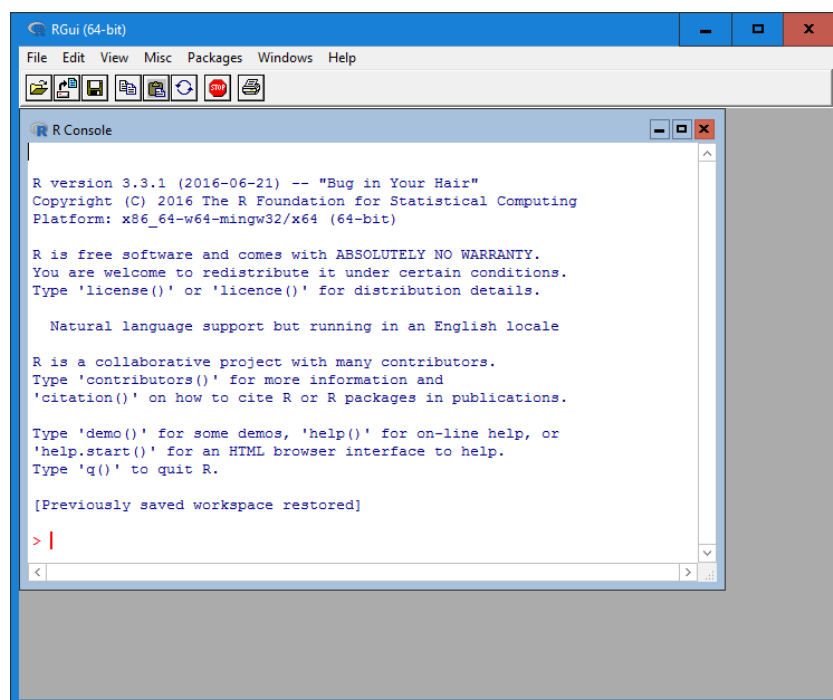 RGui (64-bit)
File Edit View Misc Packages Windows Help
STOP
R R Console
R version 3.3.1 (2016-06-21) -- "Bug in Your Hair"
Copyright (C) 2016 The R Foundation for Statistical Computing
Platform: x86_64-w64-mingw32/x64 (64-bit)
R is free software and comes with ABSOLUTELY NO WARRANTY.
You are welcome to redistribute it under certain conditions.
Type 'license()' or 'licence()' for distribution details.
Natural language support but running in an English locale
R is a collaborative project with many contributors.
Type 'contributors()' for more information and
'citation()' on how to cite R or R packages in publications.
Type 'demo()' for some demos, 'help()' for on-line help, or
'help.start()' for an HTML browser interface to help.
Type 'q()' to quit R.
[Previously saved workspace restored]
>